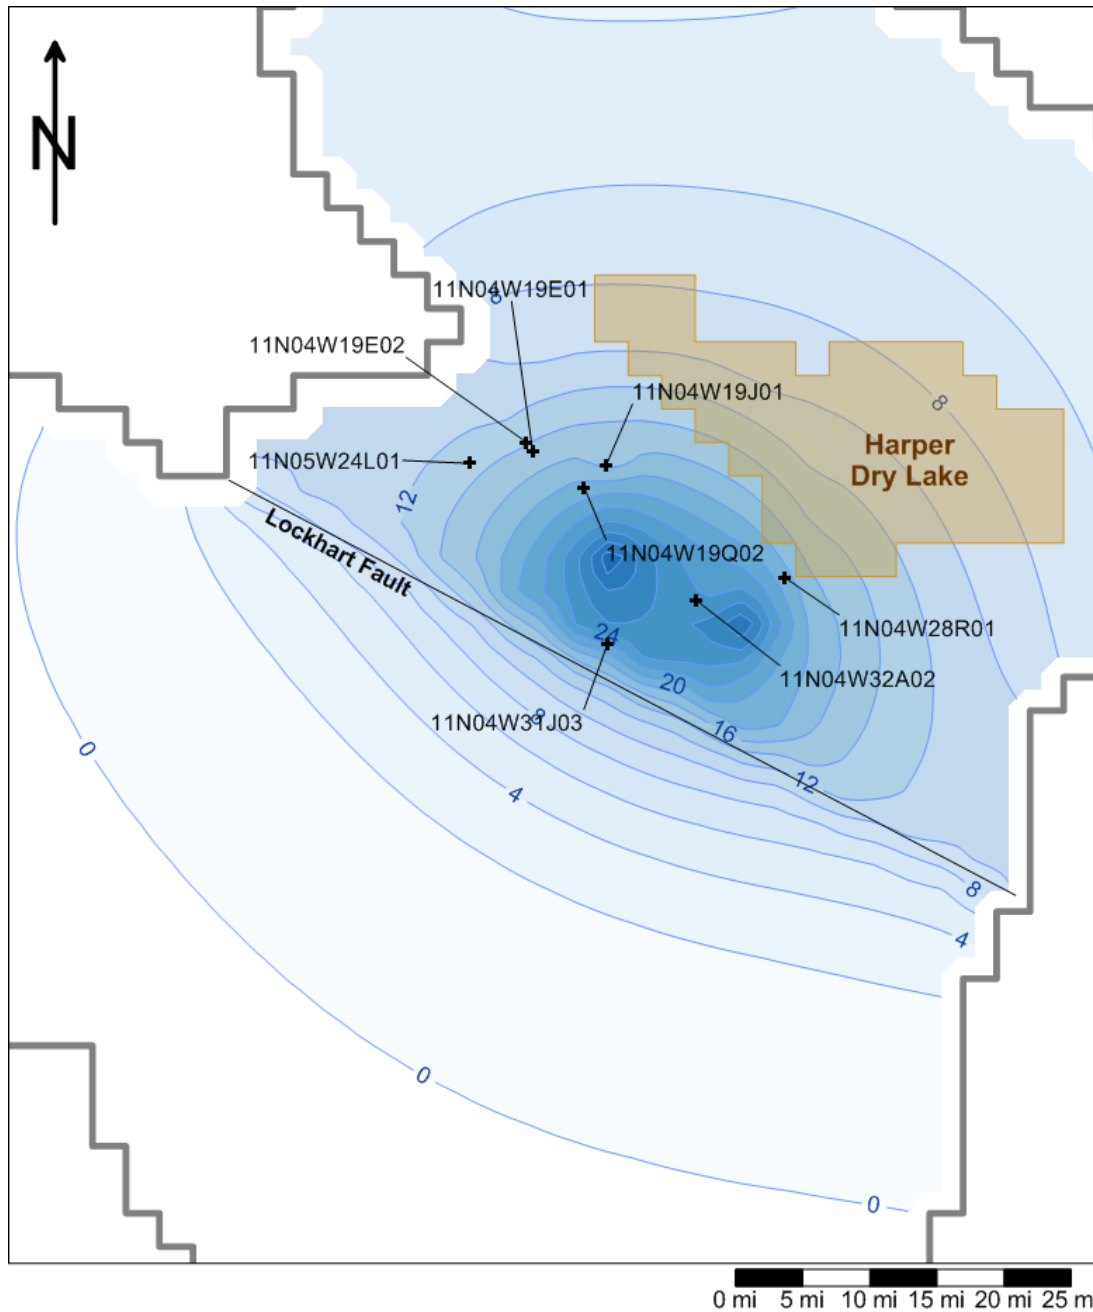 N
11N04W19E01
8
11N04W19E02
11N04W19J01
8
Harper
Dry Lake
11N05W24L01
12
Lockhart Fault
11N04W19Q02
11N04W28R01
24
11N04W32A02
20
11N04W31J03
8
16
0
12
4
8
4
0
0
0 mi 5 mi 10 mi 15 mi 20 mi 25 m